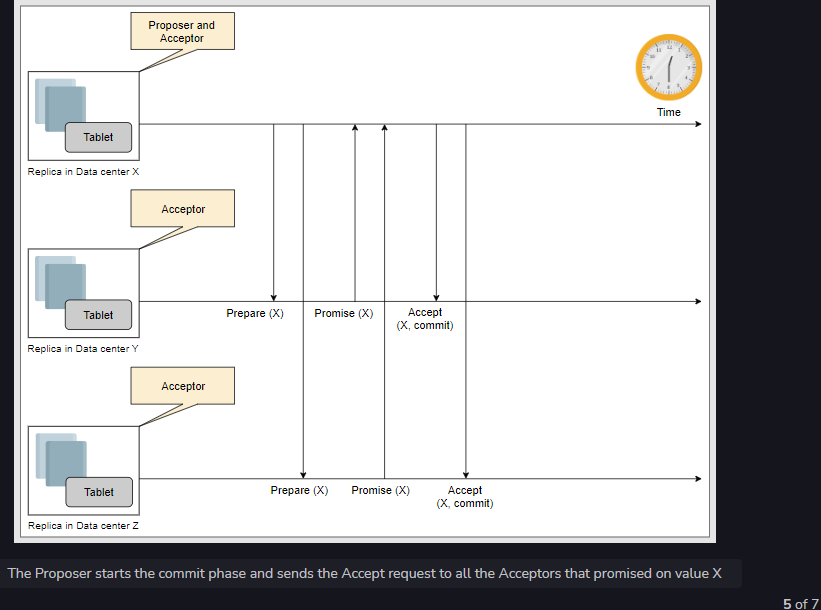 Proposer and
Acceptor
Time
Tablet
Replica in Data center X
Acceptor
Tablet
Prepare (X)
Promise (X)
Accept
(X, commit)
Replica in Data center Y
Acceptor
Tablet
Prepare (X)
Promise (X)
Accept
(X, commit)
Replica in Data center Z
The Proposer starts the commit phase and sends the Accept request to all the Acceptors that promised on value X
5 of 7